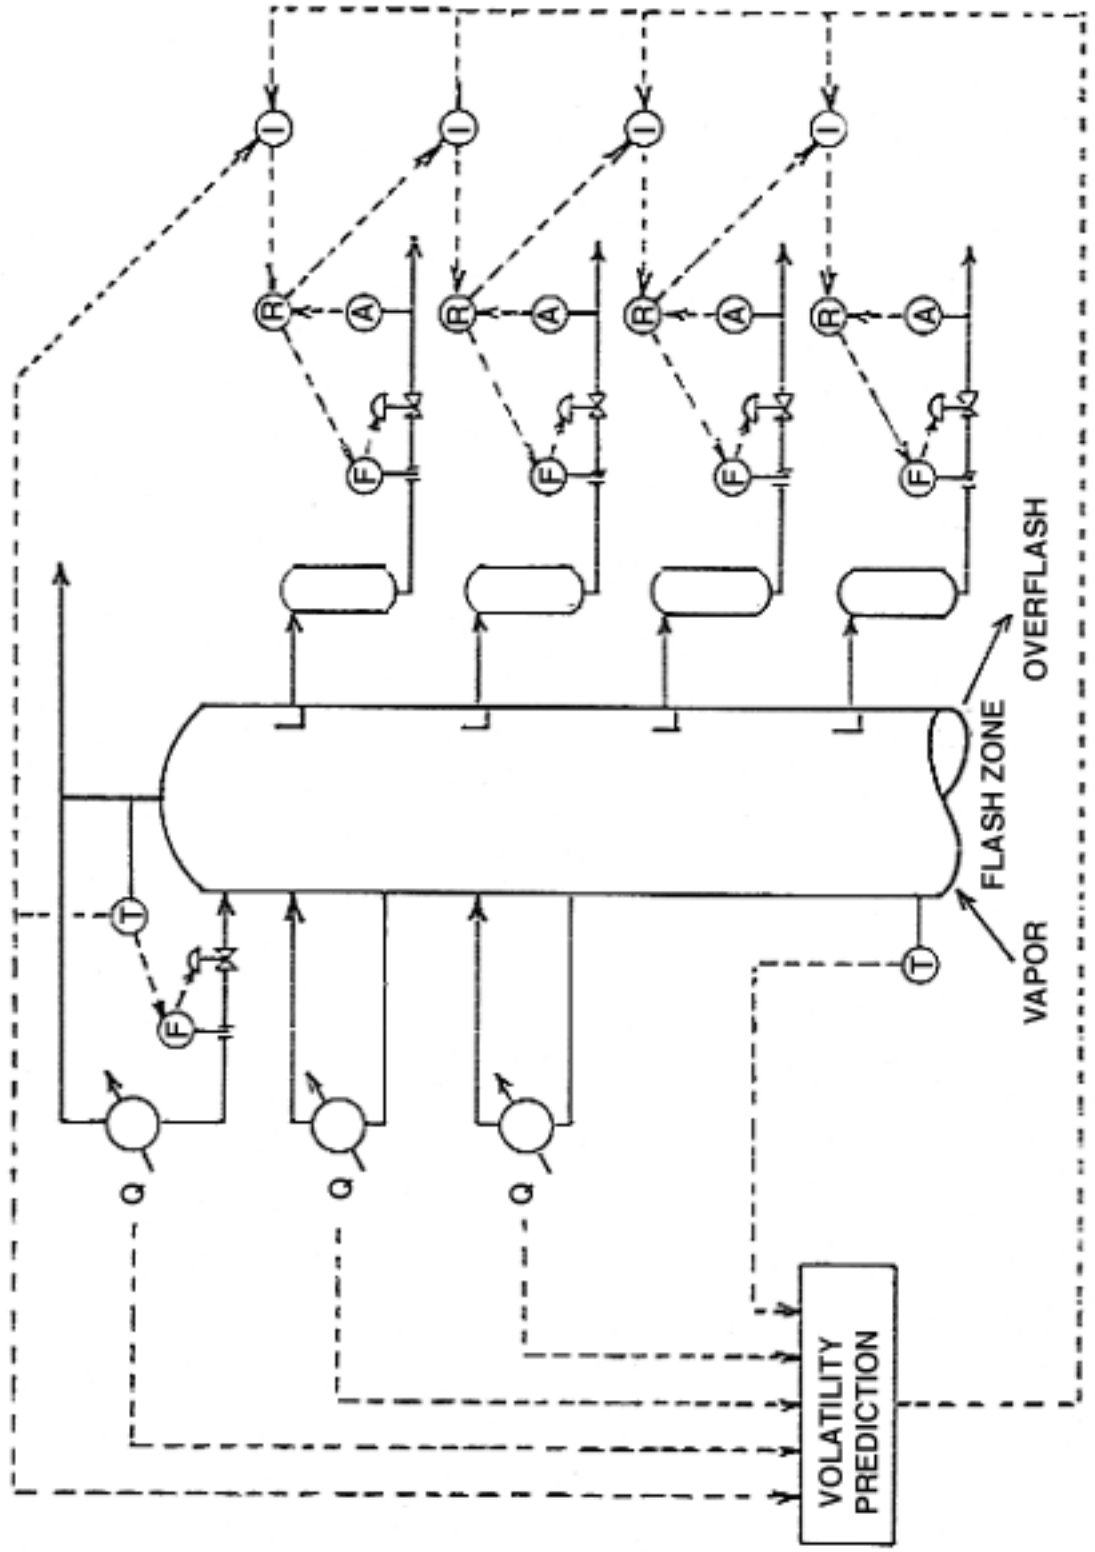 I
I
I
I
R
R
R
R
A
A
A
A
F
F
F
F
T
F
T
Q
Q
Q
OVERFLASH
FLASH ZONE
VAPOR
VOLATILITY
PREDICTION